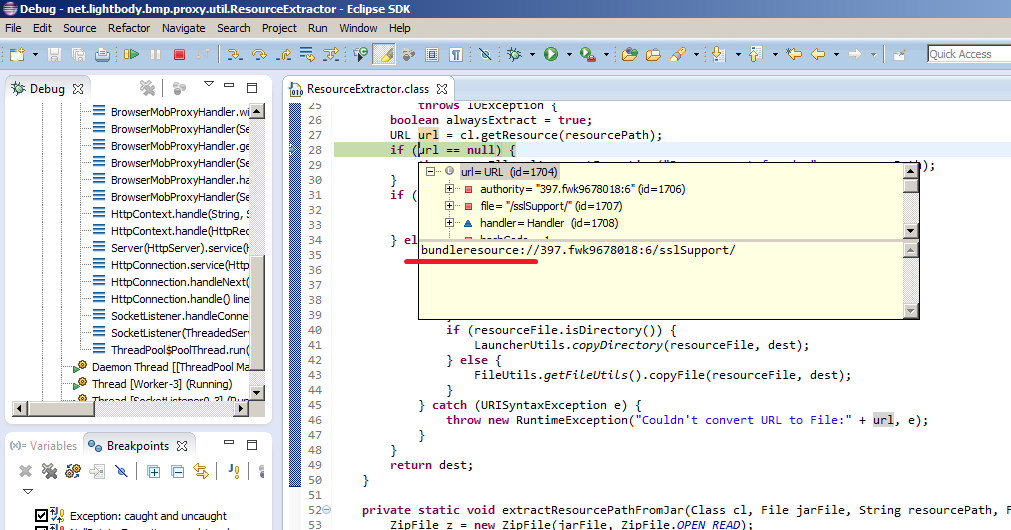 Debug - net.lightbody.bmp.proxy.util.ResourceExtractor - Eclipse SDK
File Edit Source Refactor Navigate Search Project Run Window Help
Quick Access
Debug
BrowserMobProxyHandler.wi
BrowserMobProxyHandler(Se
BrowserMobProxyHandler.ge
BrowserMobProxyHandler(Se
BrowserMobProxyHandler.ha
BrowserMobProxyHandler(Se
HttpContext.handle(String, S
HttpContext.handle(HttpReq
Server(HttpServer).service(H
HttpConnection.service(Http
HttpConnection.handleNext(
HttpConnection.handle() line
SocketListener.handleConne
SocketListener(ThreadedServ
ThreadPool$PoolThread.run(
Daemon Thread [[ThreadPool Ma
Thread [Worker-3] (Running)
Thread [SocketListener0-3] (Run
(x)= Variables
Breakpoints
Exception: caught and uncaught
ResourceExtractor.class
25 throws IOException {
26 boolean alwaysExtract = true;
27 URL url = cl.getResource(resourcePath);
28 if (url == null) {
29
30 }
31 if (
32
33
34 } el
35
36
37
38
39
40 if (resourceFile.isDirectory()) {
41 LauncherUtils.copyDirectory(resourceFile, dest);
42 } else {
43 FileUtils.getFileUtils().copyFile(resourceFile, dest);
44 }
45 } catch (URISyntaxException e) {
46 throw new RuntimeException("Couldn't convert URL to File:" + url, e);
47 }
48 }
49 return dest;
50 }
51
52 private static void extractResourcePathFromJar(Class cl, File jarFile, String resourcePath, F
53 ZipFile z = new ZipFile(jarFile, ZipFile.OPEN_READ);
url= URL (id=1704)
authority= "397.fwk9678018:6" (id=1706)
file= "/sslSupport/" (id=1707)
handler= Handler (id=1708)
bundleresource://397.fwk9678018:6/sslSupport/